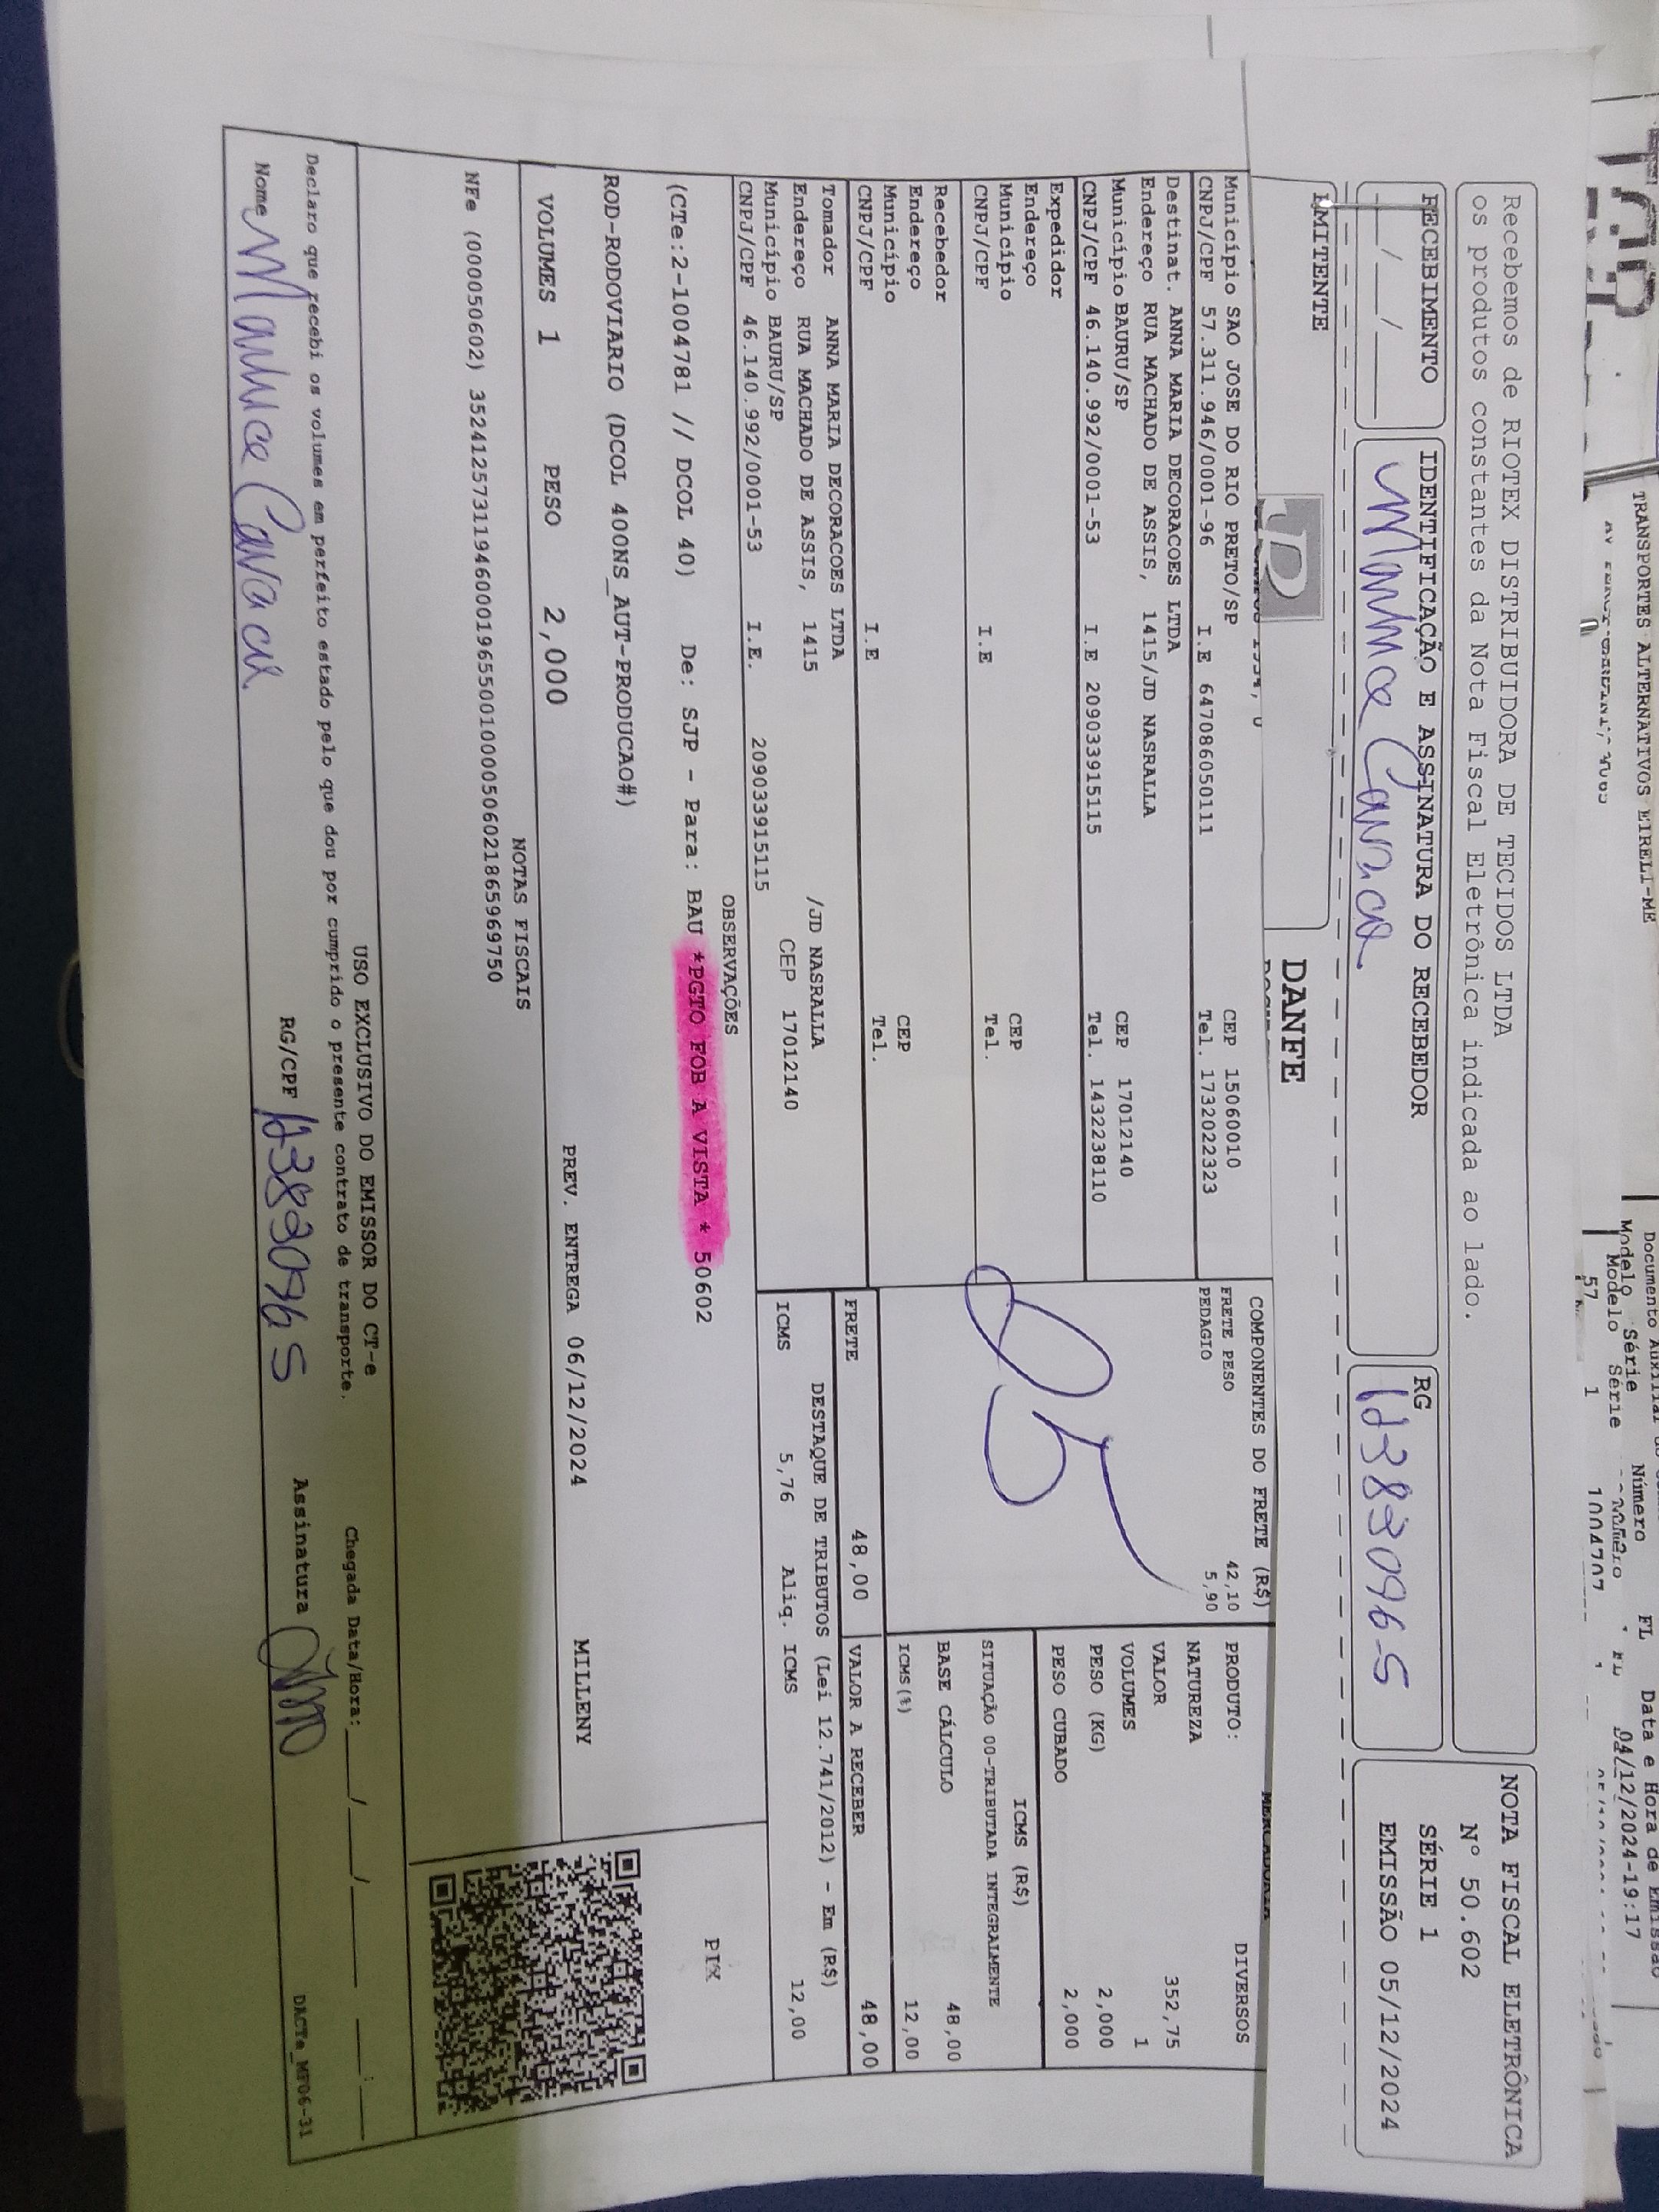 TRANSPORTES ALTERNATIVOS EIRELI-ME
Modelo Série Número FL Data e Hora de Emissão
57 1 04/12/2024-19:17
Recebemos de RIOTEX DISTRIBUIDORA DE TECIDOS LTDA
os produtos constantes da Nota Fiscal Eletrônica indicada ao lado.
NOTA FISCAL ELETRÔNICA
Nº 50.602
SÉRIE 1
EMISSÃO 05/12/2024
RECEBIMENTO
___/___/____
IDENTIFICAÇÃO E ASSINATURA DO RECEBEDOR
RG
12383096-5
EMITENTE
DANFE
Município SAO JOSE DO RIO PRETO/SP CEP 15060010
CNPJ/CPF 57.311.946/0001-96 I.E 647086050111 Tel. 1732022323
Destinat. ANNA MARIA DECORACOES LTDA
Endereço RUA MACHADO DE ASSIS, 1415/JD NASRALLA
Município BAURU/SP CEP 17012140
CNPJ/CPF 46.140.992/0001-53 I.E 209033915115 Tel. 1432238110
Expedidor
Endereço
Município CEP
CNPJ/CPF I.E Tel.
Recebedor
Endereço
Município CEP
CNPJ/CPF I.E Tel.
Tomador ANNA MARIA DECORACOES LTDA
Endereço RUA MACHADO DE ASSIS, 1415 /JD NASRALLA
Município BAURU/SP CEP 17012140
CNPJ/CPF 46.140.992/0001-53 I.E. 209033915115
COMPONENTES DO FRETE (R$)
FRETE PESO 42,10
PEDAGIO 5,90
PRODUTO: DIVERSOS
NATUREZA
VALOR 352,75
VOLUMES 1
PESO (KG) 2,000
PESO CUBADO 2,000
ICMS (R$)
SITUAÇÃO 00-TRIBUTADA INTEGRALMENTE
BASE CÁLCULO 48,00
ICMS(%) 12,00
FRETE 48,00
VALOR A RECEBER 48,00
DESTAQUE DE TRIBUTOS (Lei 12.741/2012) - Em (R$)
ICMS 5,76 Aliq. ICMS 12,00
OBSERVAÇÕES
(CTe:2-1004781 // DCOL 40) De: SJP - Para: BAU *PGTO FOB A VISTA * 50602
ROD-RODOVIARIO (DCOL 400NS_AUT-PRODUCAO#)
PIX
VOLUMES 1 PESO 2,000 PREV. ENTREGA 06/12/2024 MILLENY
NOTAS FISCAIS
NFe (000050602) 35241257311946000196550010000506021865969750
USO EXCLUSIVO DO EMISSOR DO CT-e
Declaro que recebi os volumes em perfeito estado pelo que dou por cumprido o presente contrato de transporte. Chegada Data/Hora:____/____/______ ___:___
Nome RG/CPF 12383096 5 Assinatura
DACTe_MF06-31